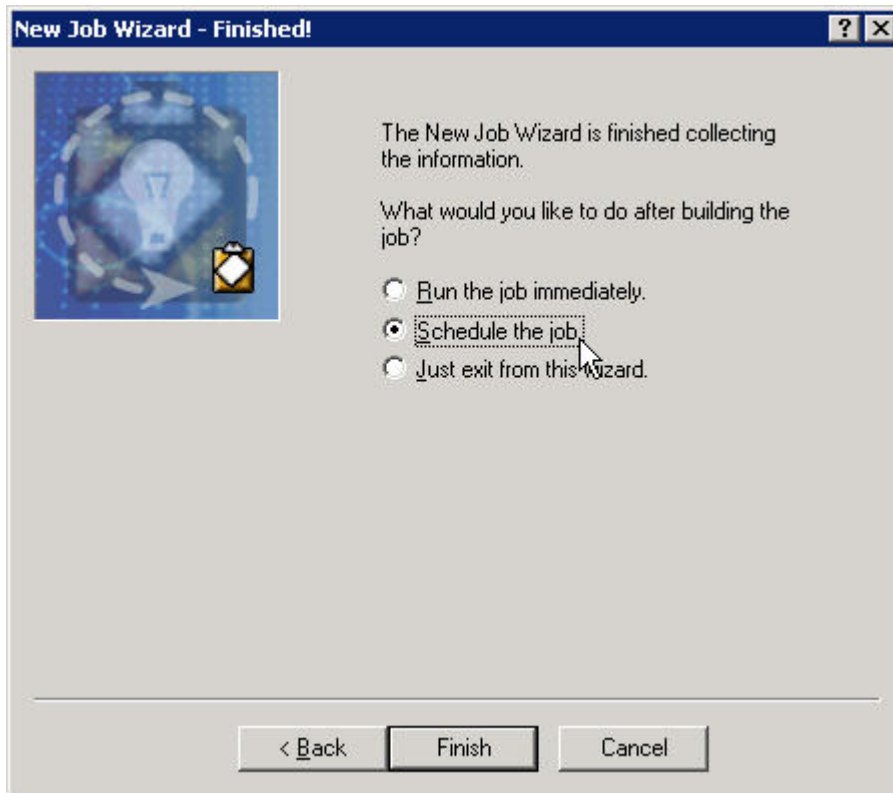 New Job Wizard - Finished!
The New Job Wizard is finished collecting
the information.
What would you like to do after building the
job?
Run the job immediately.
Schedule the job.
Just exit from this wizard.
< Back
Finish
Cancel